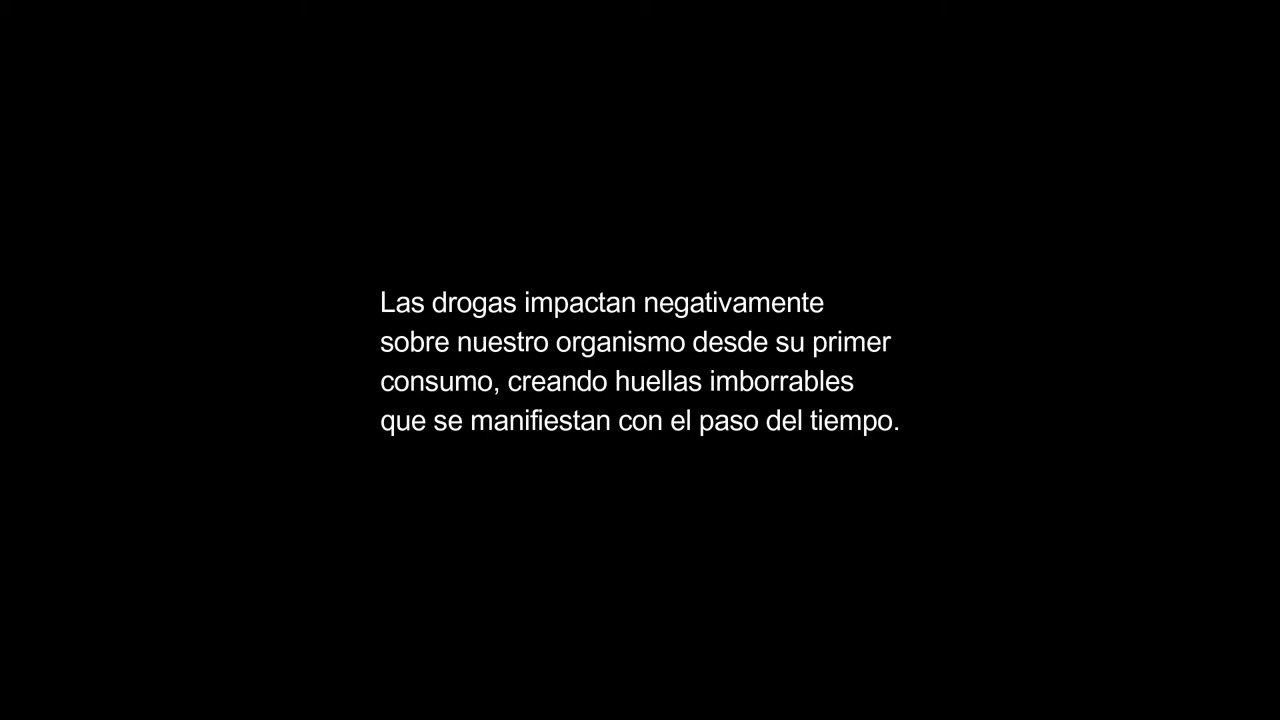 Las drogas impactan negativamente
sobre nuestro organismo desde su primer
consumo, creando huellas imborrables
que se manifiestan con el paso del tiempo.